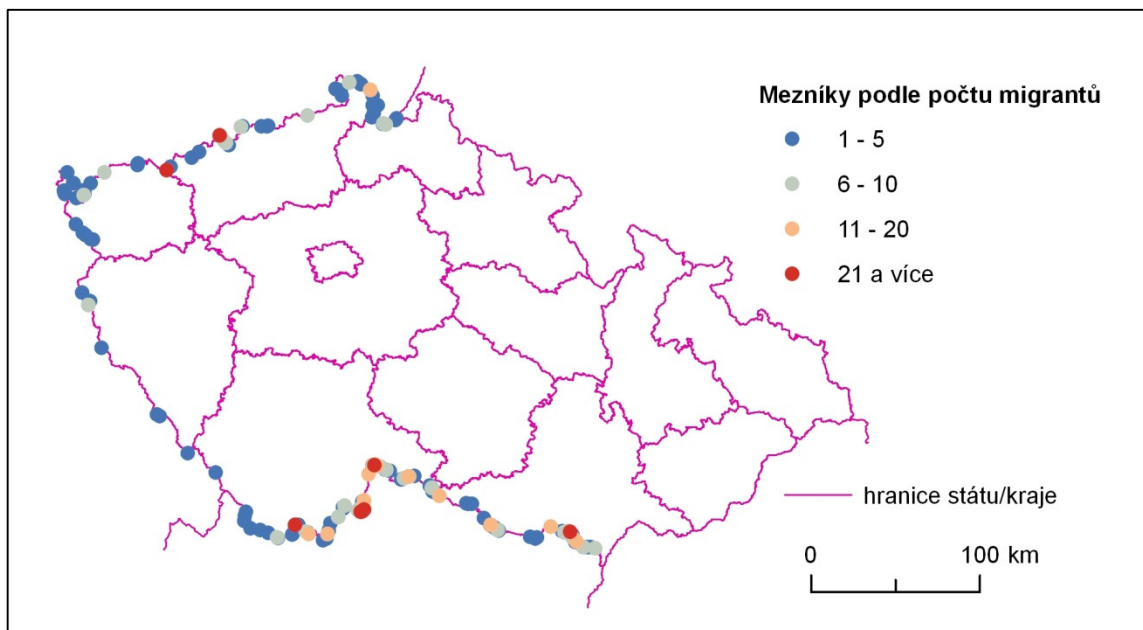 Mezníky podle počtu migrantů
1 - 5
6 - 10
11 - 20
21 a více
hranice státu/kraje
0 100 km